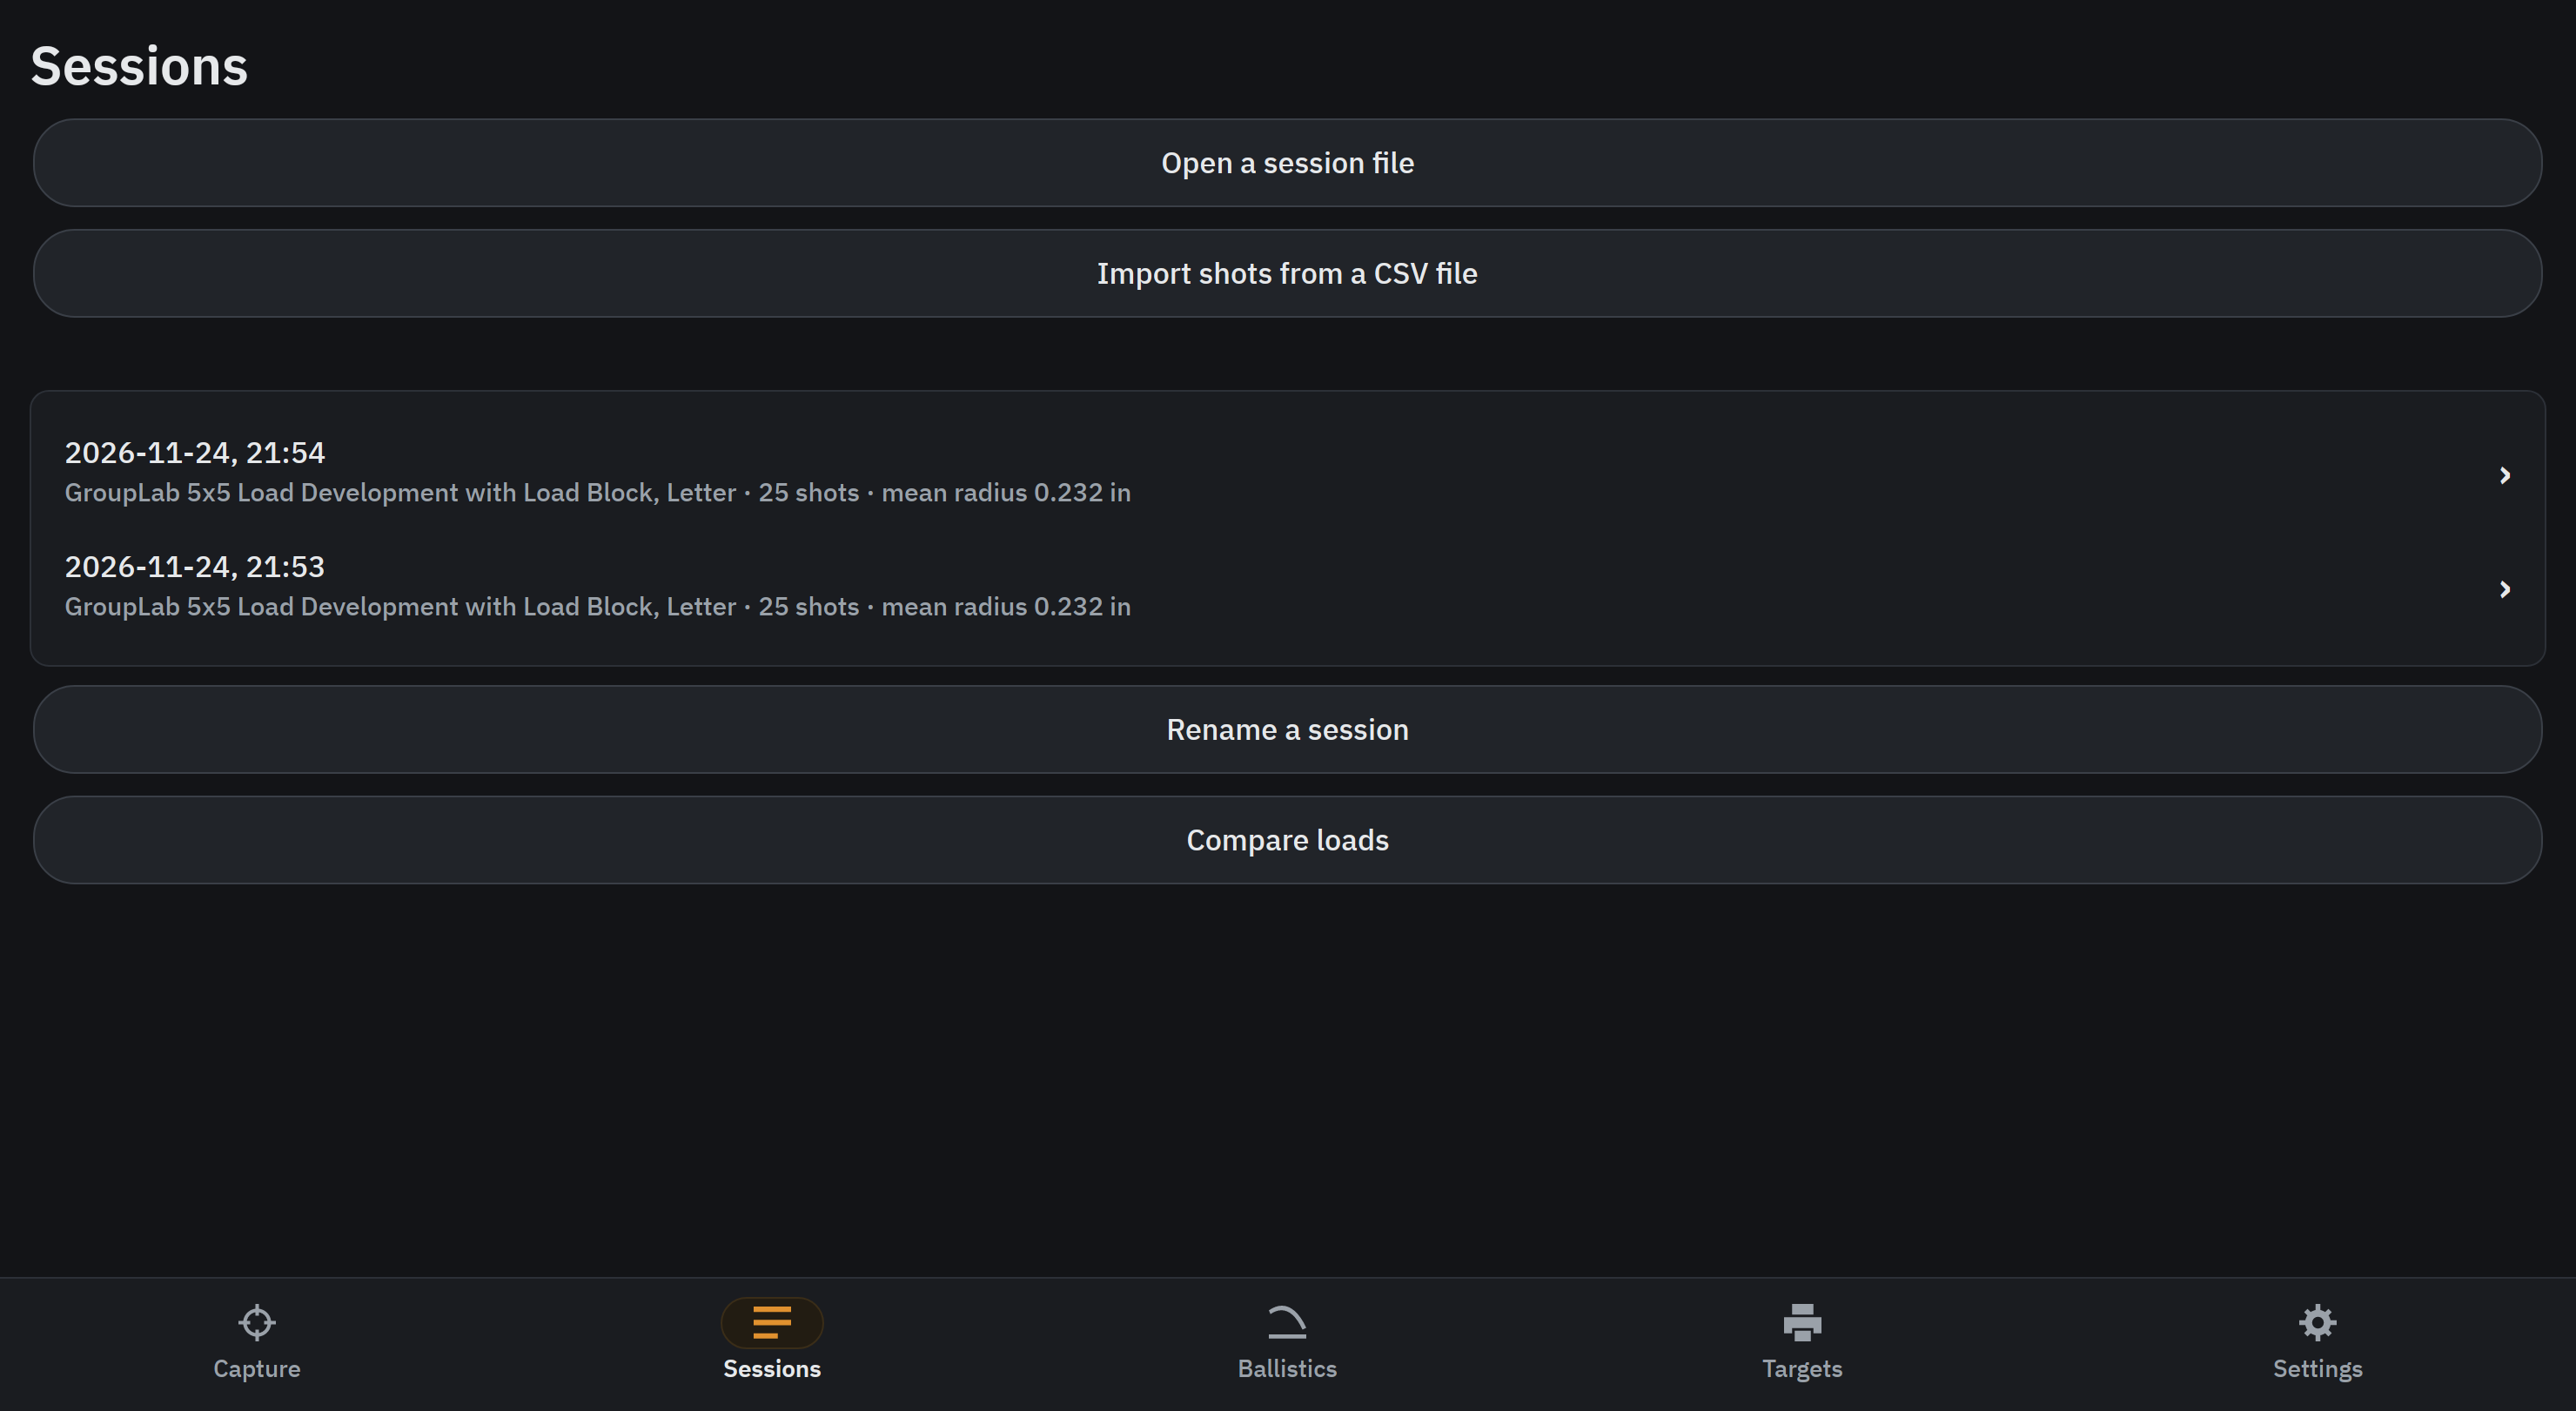 Sessions
Open a session file
Import shots from a CSV file
2026-11-24, 21:54
GroupLab 5x5 Load Development with Load Block, Letter · 25 shots · mean radius 0.232 in
2026-11-24, 21:53
GroupLab 5x5 Load Development with Load Block, Letter · 25 shots · mean radius 0.232 in
Rename a session
Compare loads
Capture
Sessions
Ballistics
Targets
Settings